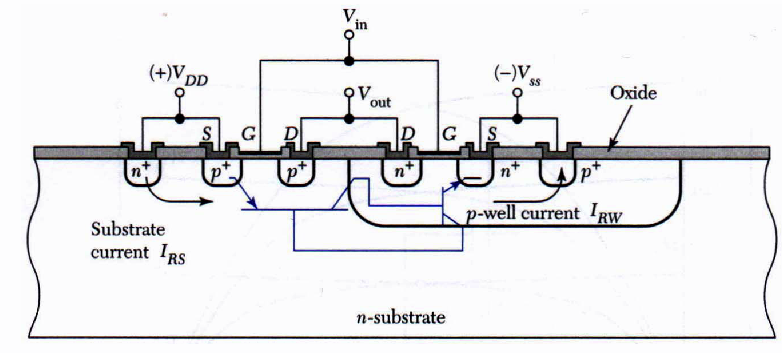 V_in
(+)V_DD
V_out
(−)V_ss
Oxide
S G D D G S
n+ p+ p+ n+ n+ p+
Substrate
current I_RS
p-well current I_RW
n-substrate